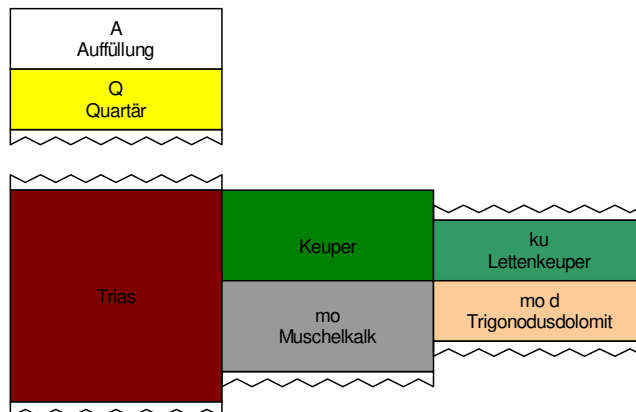 A
Auffüllung
Q
Quartär
Trias
Keuper
mo
Muschelkalk
ku
Lettenkeuper
mo d
Trigonodusdolomit